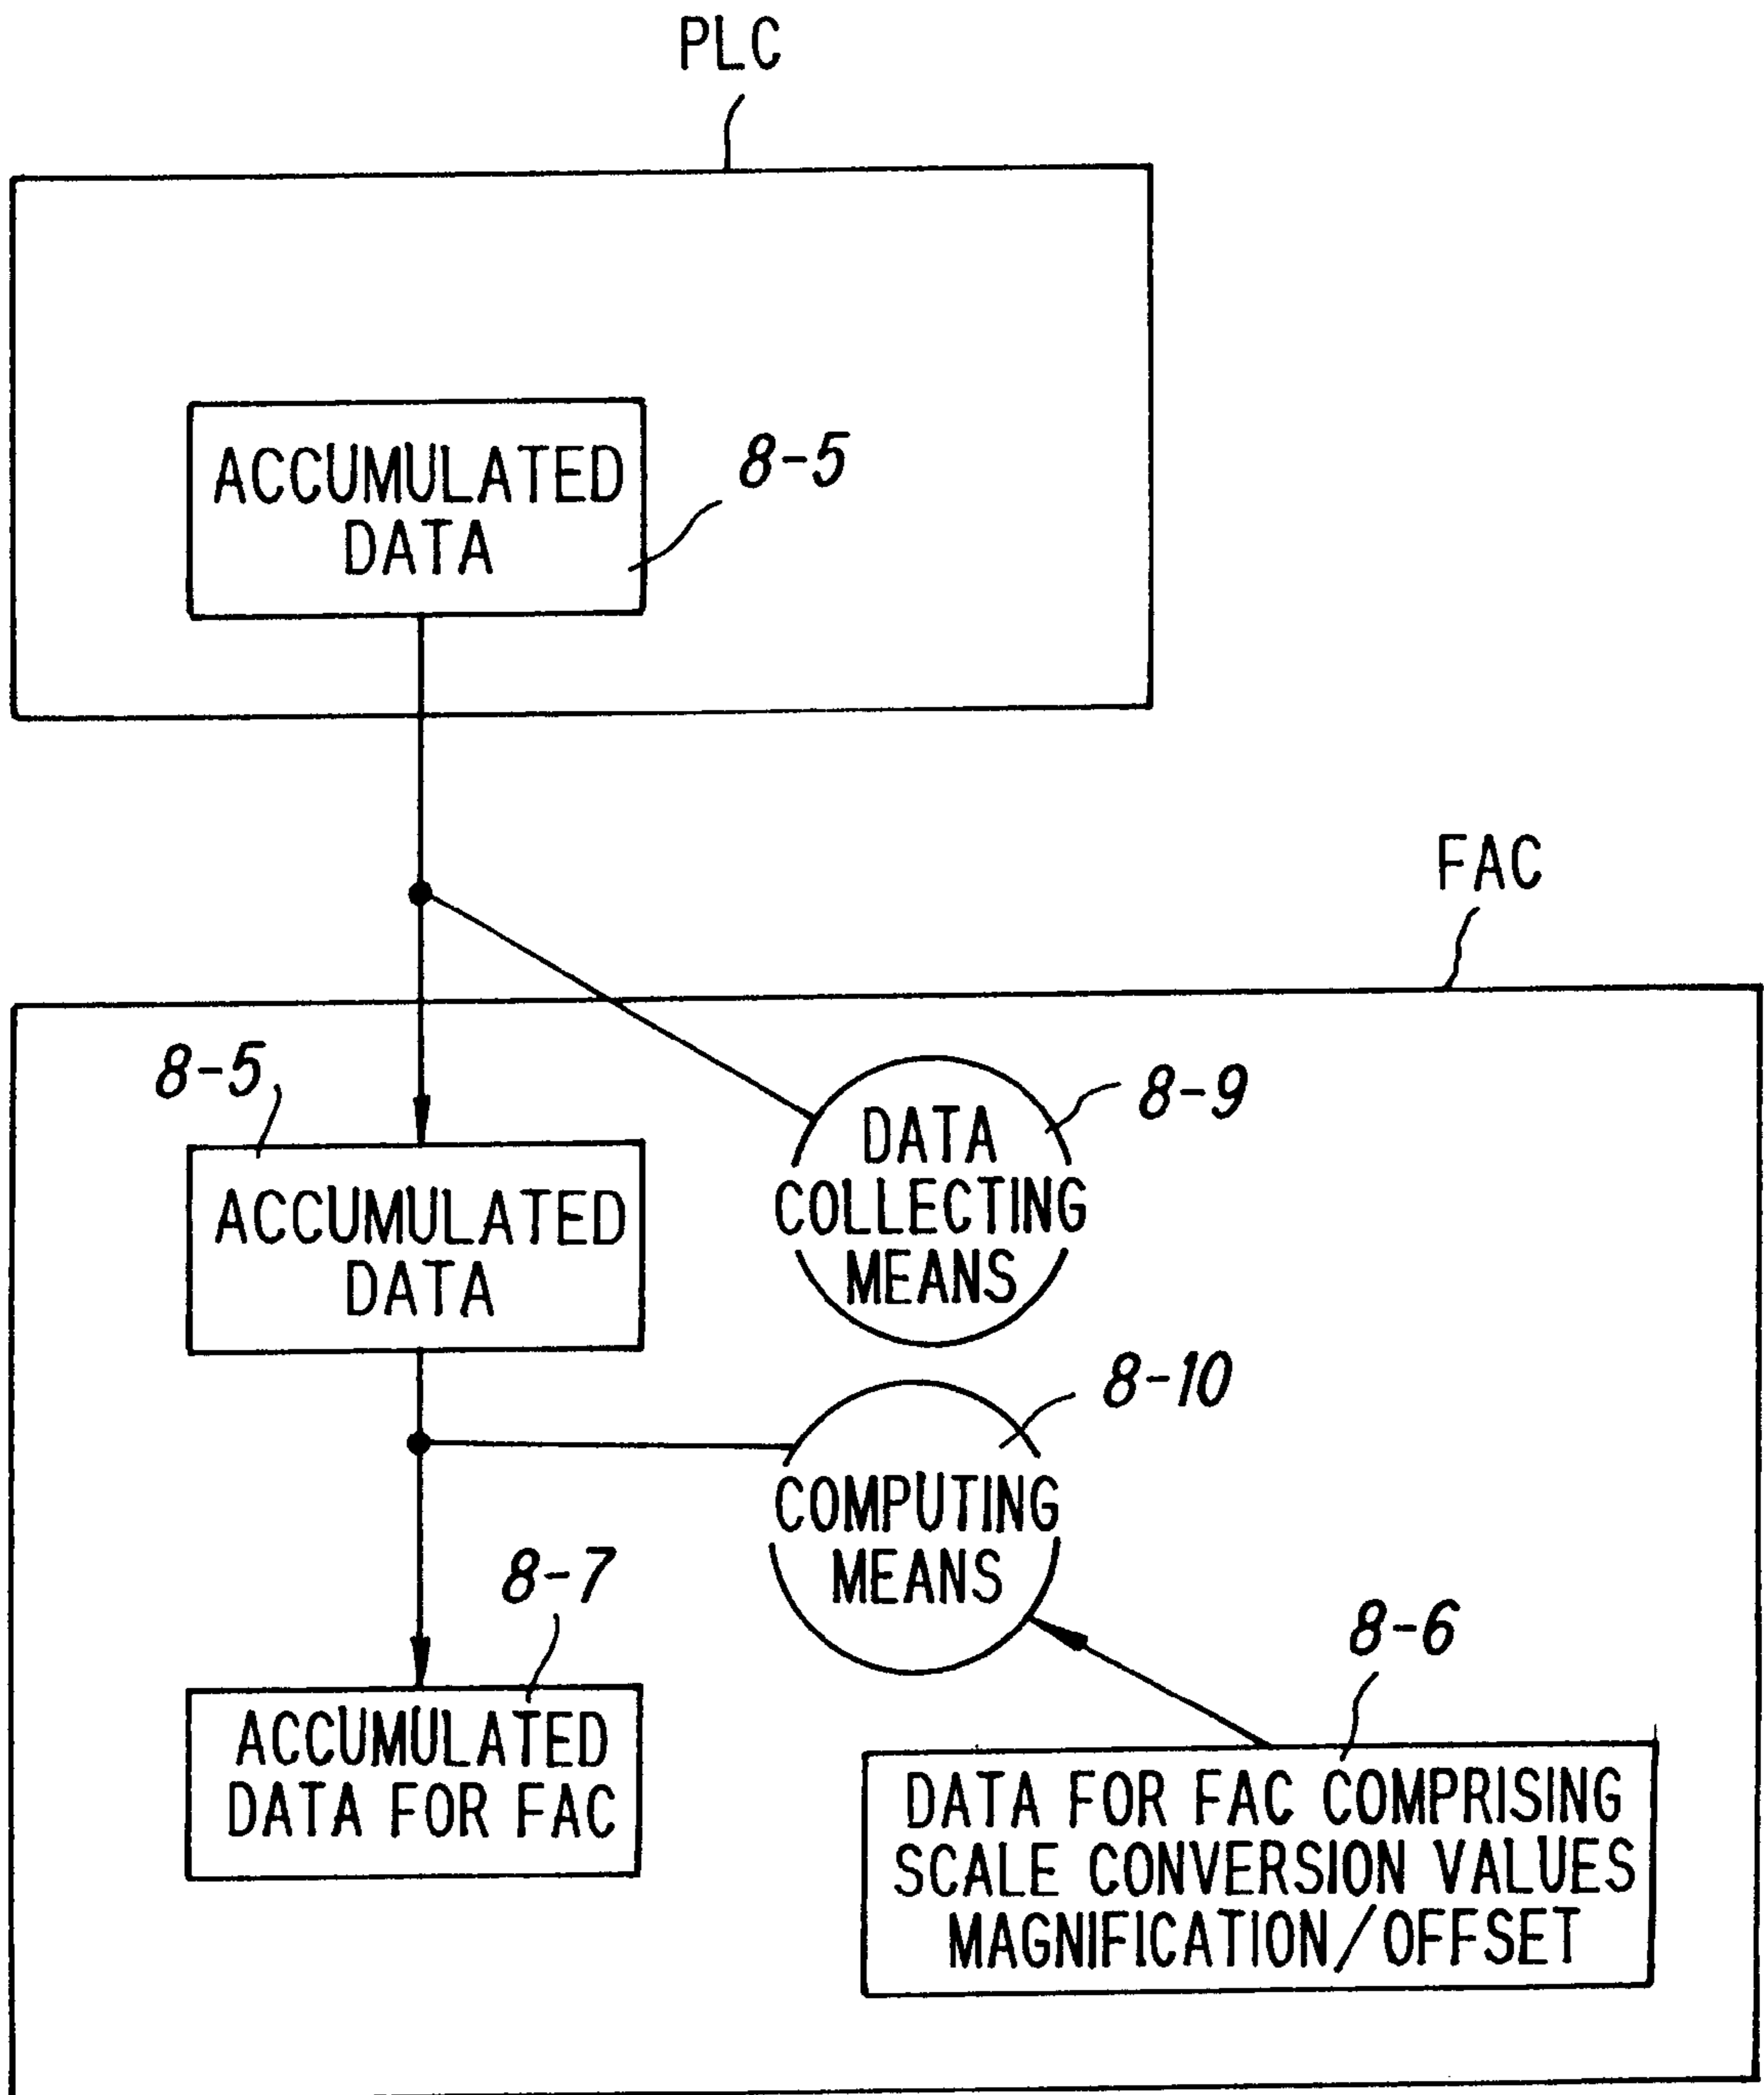 PLC
ACCUMULATED
DATA
8-5
FAC
8-5
ACCUMULATED
DATA
DATA
COLLECTING
MEANS
8-9
8-10
COMPUTING
MEANS
8-7
ACCUMULATED
DATA FOR FAC
8-6
DATA FOR FAC COMPRISING
SCALE CONVERSION VALUES
MAGNIFICATION/OFFSET